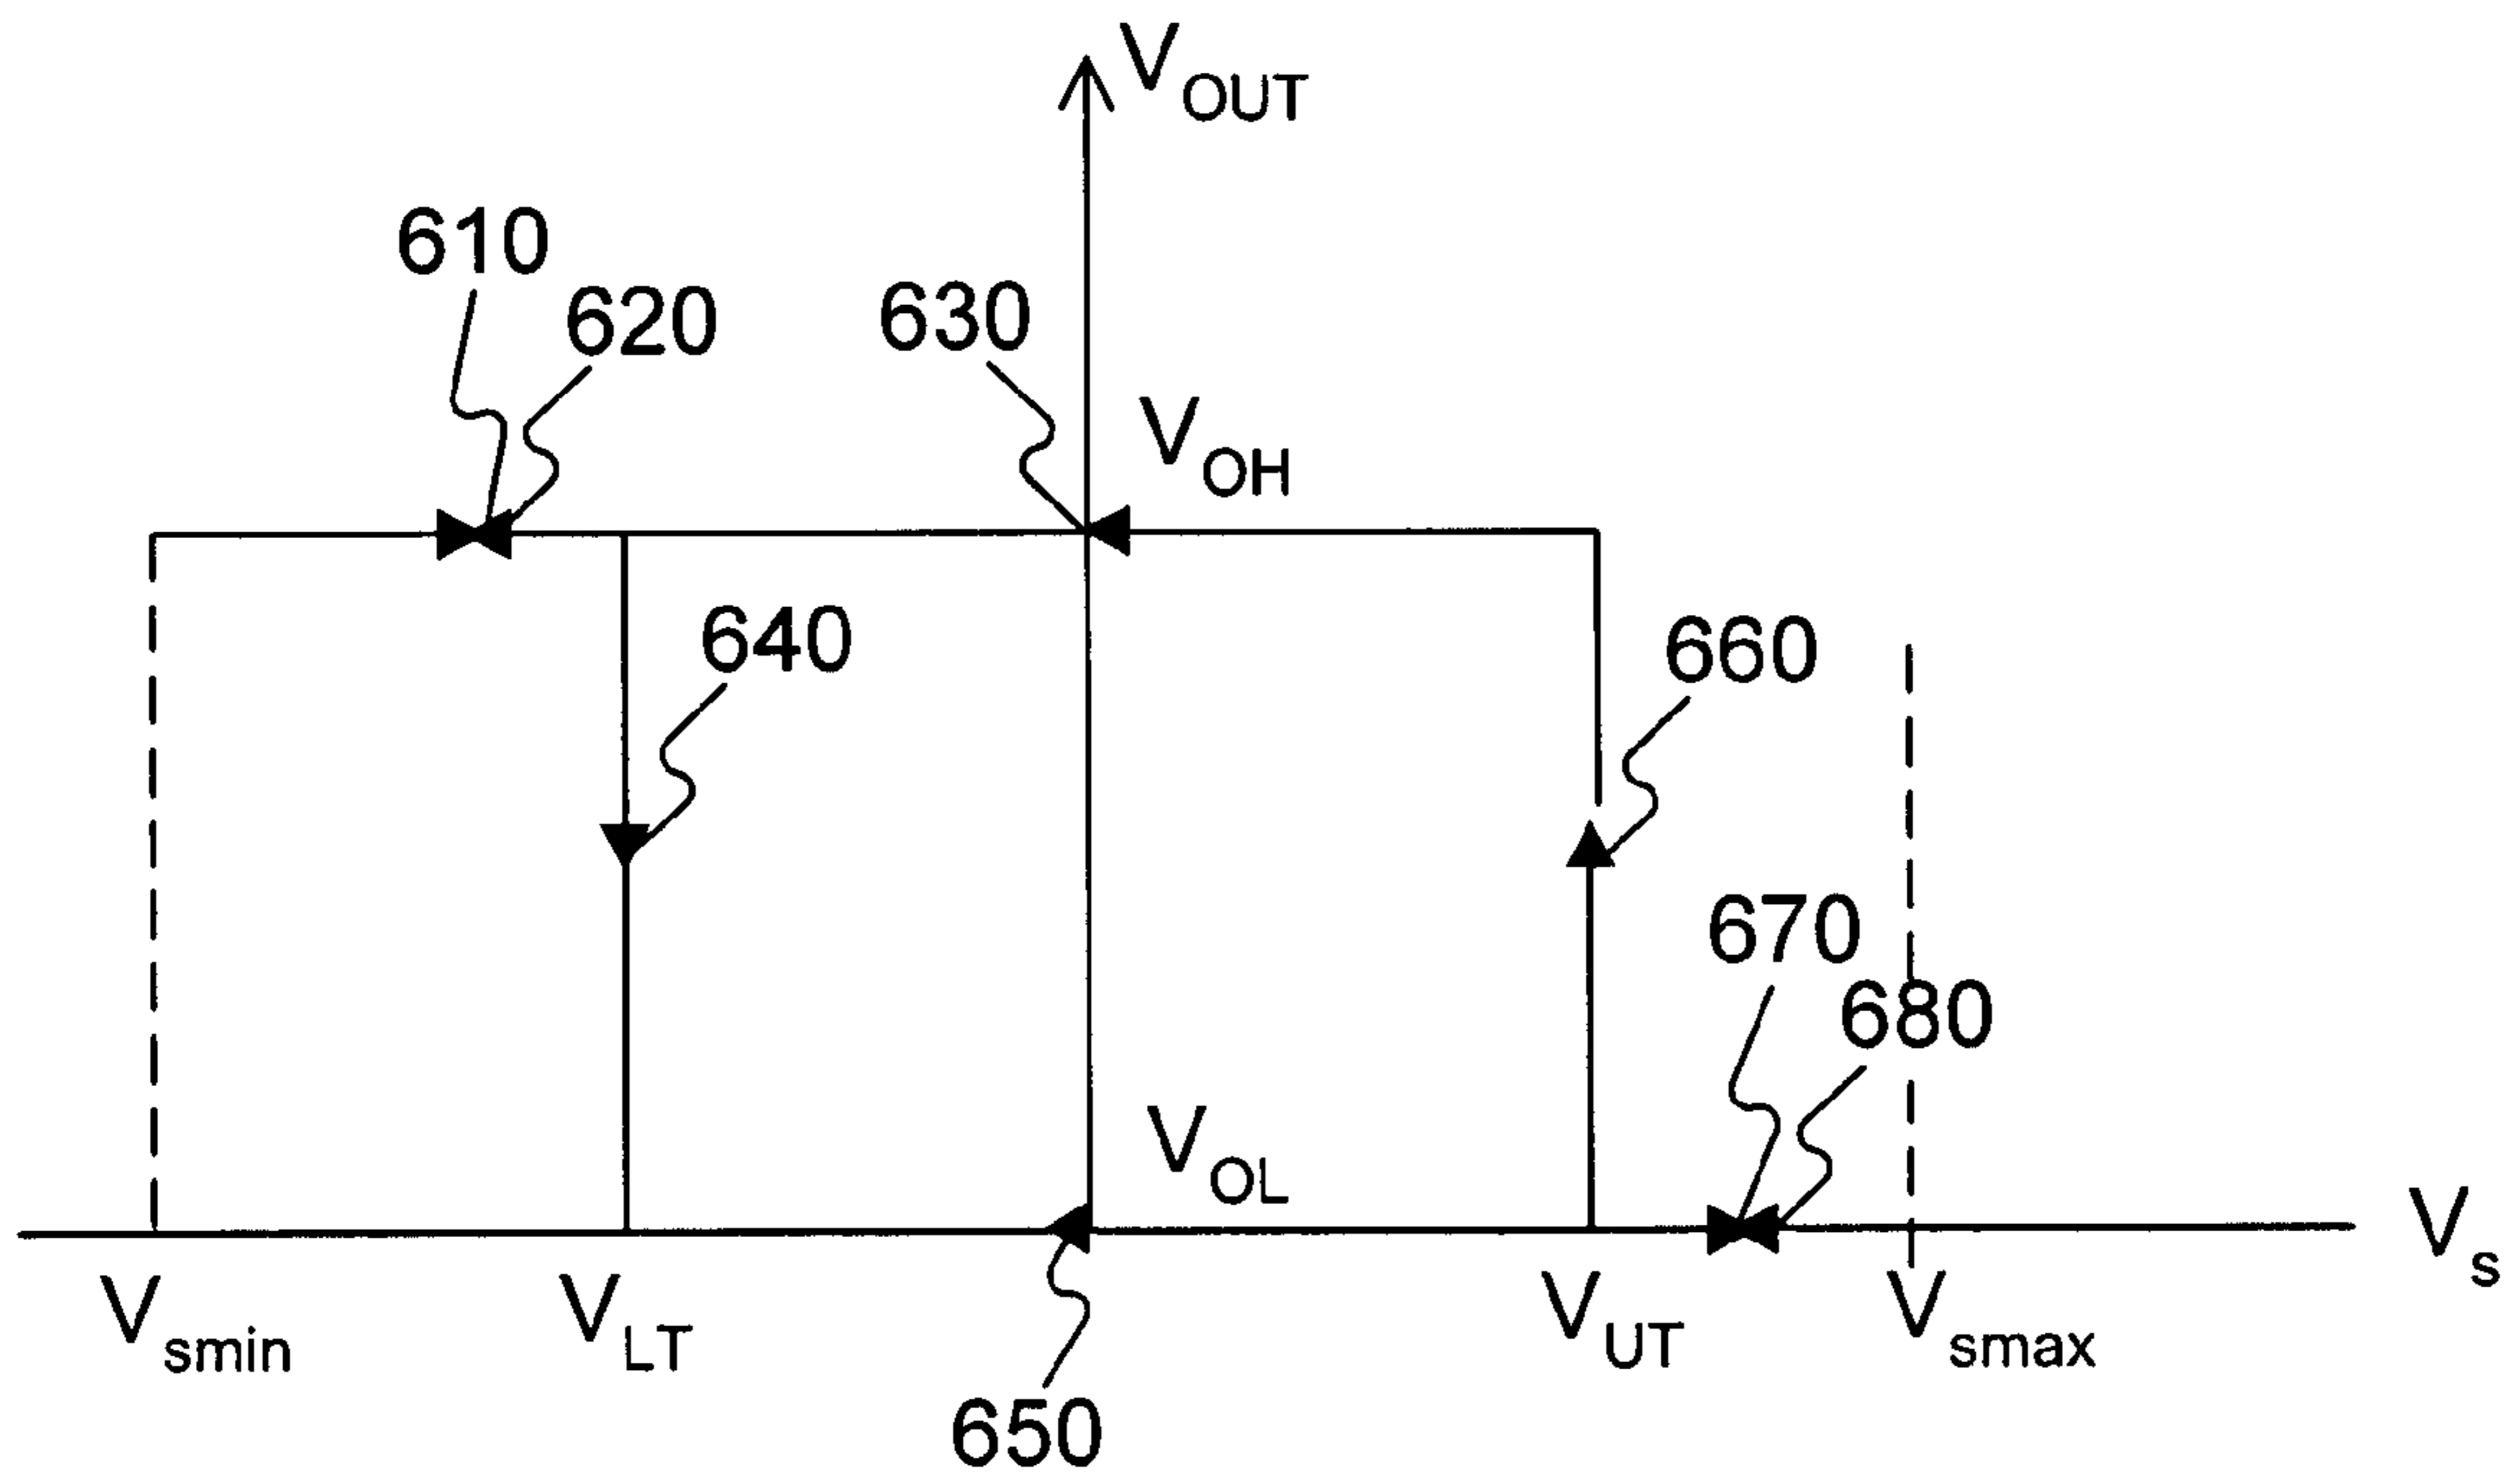 V_OUT
610
620
630
V_OH
640
660
670
680
V_OL
V_s
V_smin
V_LT
V_UT
V_smax
650